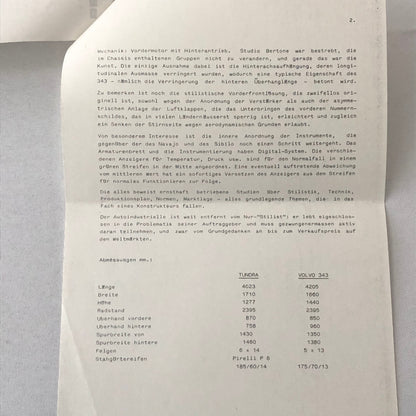 2.
Mechanik: Vordermotor mit Hinterantrieb. Studio Bertone war bestrebt, die
im Chassis enthaltenen Gruppen nicht zu verändern, und gerade das war die
Kunst. Die einzige Ausnahme dabei ist die Hinterachsaufhängung, deren longi-
tudinalen Ausmasse verringert wurden, wodurch eine typische Eigenschaft des
343 - nämlich die Verringerung der hinteren Überhanglänge - betont wird.
Zu bemerken ist noch die stilistische Vorderfrontlösung, die zweifellos ori-
ginell ist, sowohl wegen der Anordnung der Verstärker als auch der asymme-
trischen Anlage der Luftklappen, die das Unterbringen des vorderen Nummern-
schildes, das in vielen Ländern äusserst sperrig ist, erleichtert und zugleich
ein Senken der Stirnseite wegen aerodynamischen Gründen erlaubt.
Von besonderem Interesse ist die innere Anordnung der Instrumente, die
gegenüber der des Navajo und des Sibilo noch einen Schritt weitergeht. Das
Armaturenbrett und die Instrumentierung haben Digital-System. Die verschie-
denen Anzeigers für Temperatur, Druck usw. sind für den Normalfall in einem
grünen Streifen in der Mitte angeordnet. Eine eventuell auftretende Abweichung
vom mittleren Wert hat ein sofortiges Versetzen des Anzeigers aus dem Streifen
für normales Funktionieren zur Folge.
Die alles beweist ernsthaft betriebene Studien über Stilistik, Technik,
Produktionsplan, Normen, Marktlage - alles grundlegende Themen, die in das
Fach eines Konstrukteurs fallen.
Der Autoindustrielle ist weit entfernt vom Nur-"Stilist"; er lebt eigeschlos-
sen in die Problematik seiner Auftraggeber und muss gezwungenermassen aktiv
daran teilnehmen, und zwar vom Grundgedanken an bis zum Verkaufspreis auf
den Weltmärkten.
Abmessungen mm.:
TUNDRA VOLVO 343
Länge 4023 4205
Breite 1710 1660
Höhe 1277 1440
Radstand 2395 2395
Überhand vordere 870 850
Überhand hintere 758 960
Spurbreite von 1430 1350
Spurbreite hintere 1460 1380
Felgen 6 x 14 5 x 13
Stahlgürtereifen Pirelli P 6
185/60/14 175/70/13